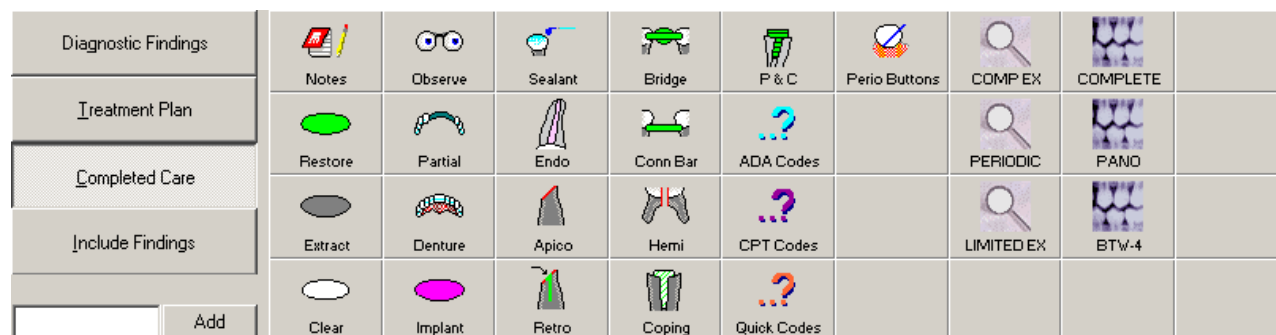 Diagnostic Findings
Treatment Plan
Completed Care
Include Findings
Add
Notes Observe Sealant Bridge P & C Perio Buttons COMP EX COMPLETE
Restore Partial Endo Conn Bar ADA Codes PERIODIC PANO
Extract Denture Apico Hemi CPT Codes LIMITED EX BTW-4
Clear Implant Retro Coping Quick Codes